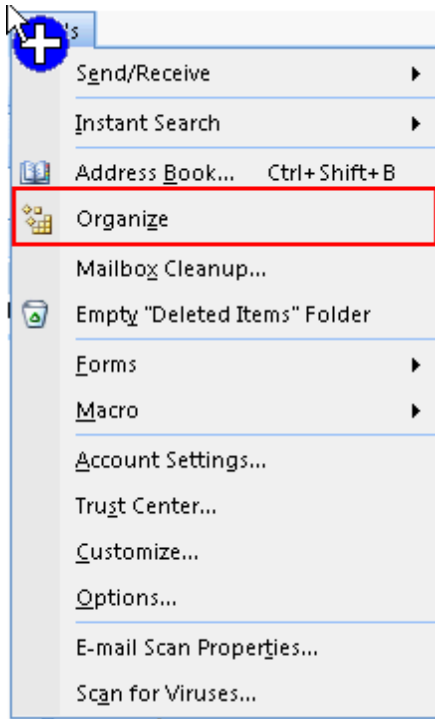 's
Send/Receive
Instant Search
Address Book... Ctrl+Shift+B
Organize
Mailbox Cleanup...
Empty "Deleted Items" Folder
Forms
Macro
Account Settings...
Trust Center...
Customize...
Options...
E-mail Scan Properties...
Scan for Viruses...